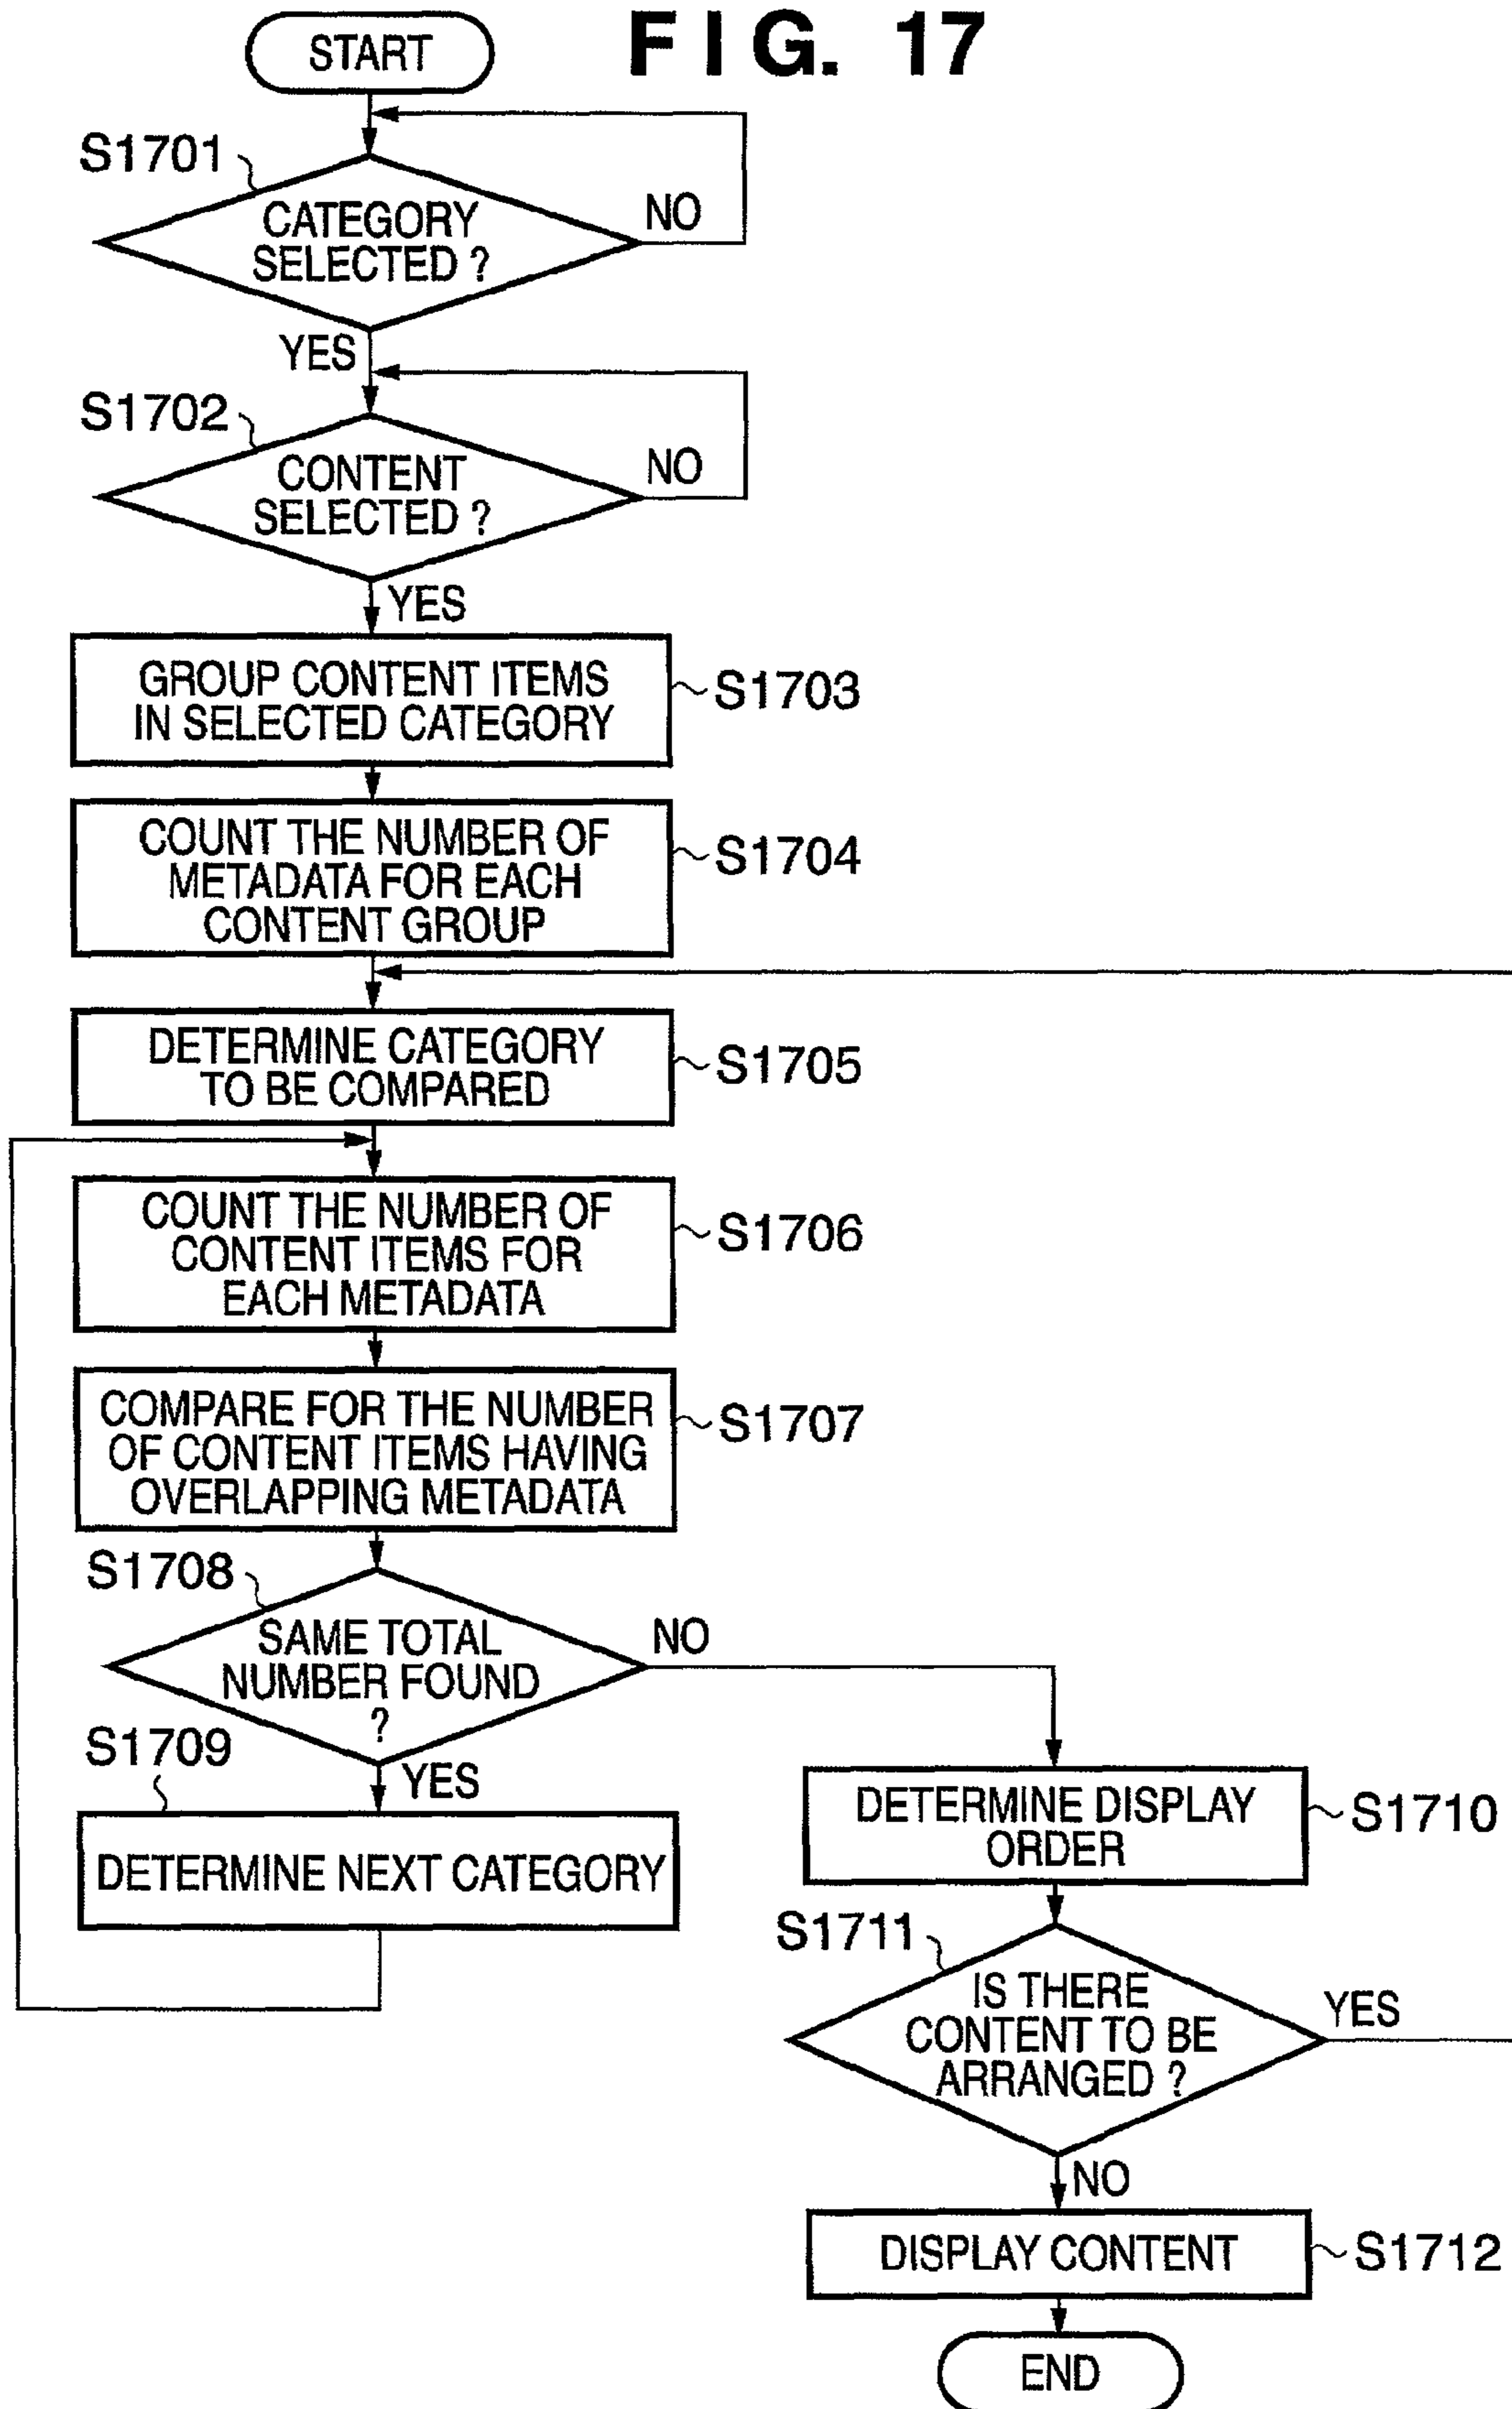 FIG. 17
START
S1701
CATEGORY
SELECTED ?
NO
YES
S1702
CONTENT
SELECTED ?
NO
YES
GROUP CONTENT ITEMS
IN SELECTED CATEGORY
S1703
COUNT THE NUMBER OF
METADATA FOR EACH
CONTENT GROUP
S1704
DETERMINE CATEGORY
TO BE COMPARED
S1705
COUNT THE NUMBER OF
CONTENT ITEMS FOR
EACH METADATA
S1706
COMPARE FOR THE NUMBER
OF CONTENT ITEMS HAVING
OVERLAPPING METADATA
S1707
S1708
SAME TOTAL
NUMBER FOUND
?
NO
YES
S1709
DETERMINE NEXT CATEGORY
DETERMINE DISPLAY
ORDER
S1710
S1711
IS THERE
CONTENT TO BE
ARRANGED ?
YES
NO
DISPLAY CONTENT
S1712
END